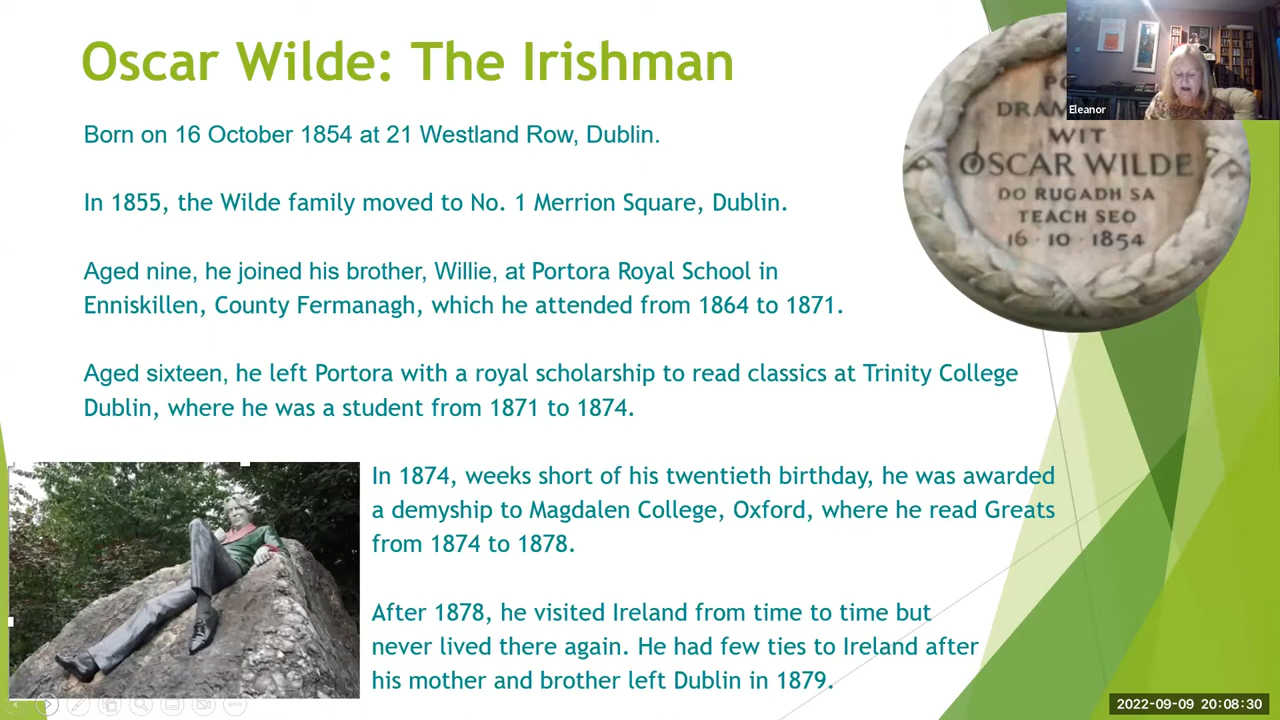 Oscar Wilde: The Irishman
Eleanor
Born on 16 October 1854 at 21 Westland Row, Dublin.
In 1855, the Wilde family moved to No. 1 Merrion Square, Dublin.
Aged nine, he joined his brother, Willie, at Portora Royal School in
Enniskillen, County Fermanagh, which he attended from 1864 to 1871.
Aged sixteen, he left Portora with a royal scholarship to read classics at Trinity College
Dublin, where he was a student from 1871 to 1874.
In 1874, weeks short of his twentieth birthday, he was awarded
a demyship to Magdalen College, Oxford, where he read Greats
from 1874 to 1878.
After 1878, he visited Ireland from time to time but
never lived there again. He had few ties to Ireland after
his mother and brother left Dublin in 1879.
WIT
OSCAR WILDE
DO RUGADH SA
TEACH SEO
16·10·1854
2022-09-09 20:08:30